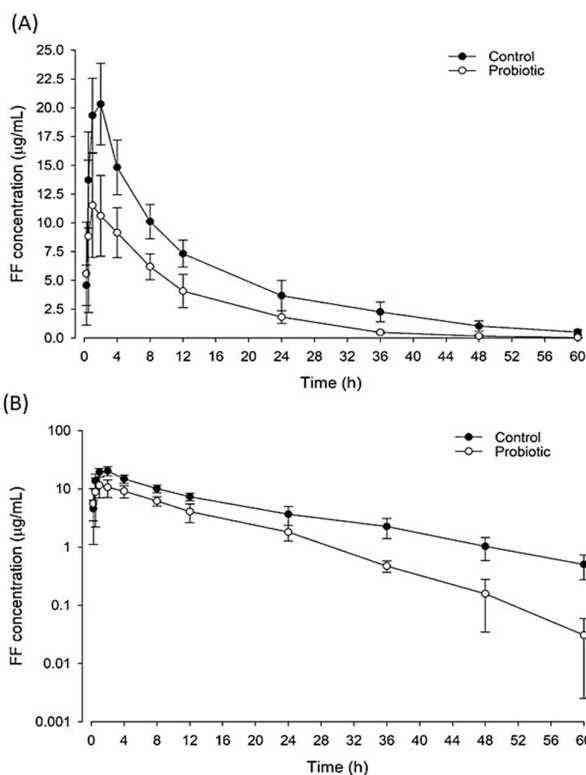 (A)
25.0
22.5
20.0
17.5
15.0
12.5
10.0
7.5
5.0
2.5
0.0
FF concentration (µg/mL)
Control
Probiotic
0 4 8 12 16 20 24 28 32 36 40 44 48 52 56 60
Time (h)
(B)
100
10
1
0.1
0.01
0.001
FF concentration (µg/mL)
Control
Probiotic
0 4 8 12 16 20 24 28 32 36 40 44 48 52 56 60
Time (h)